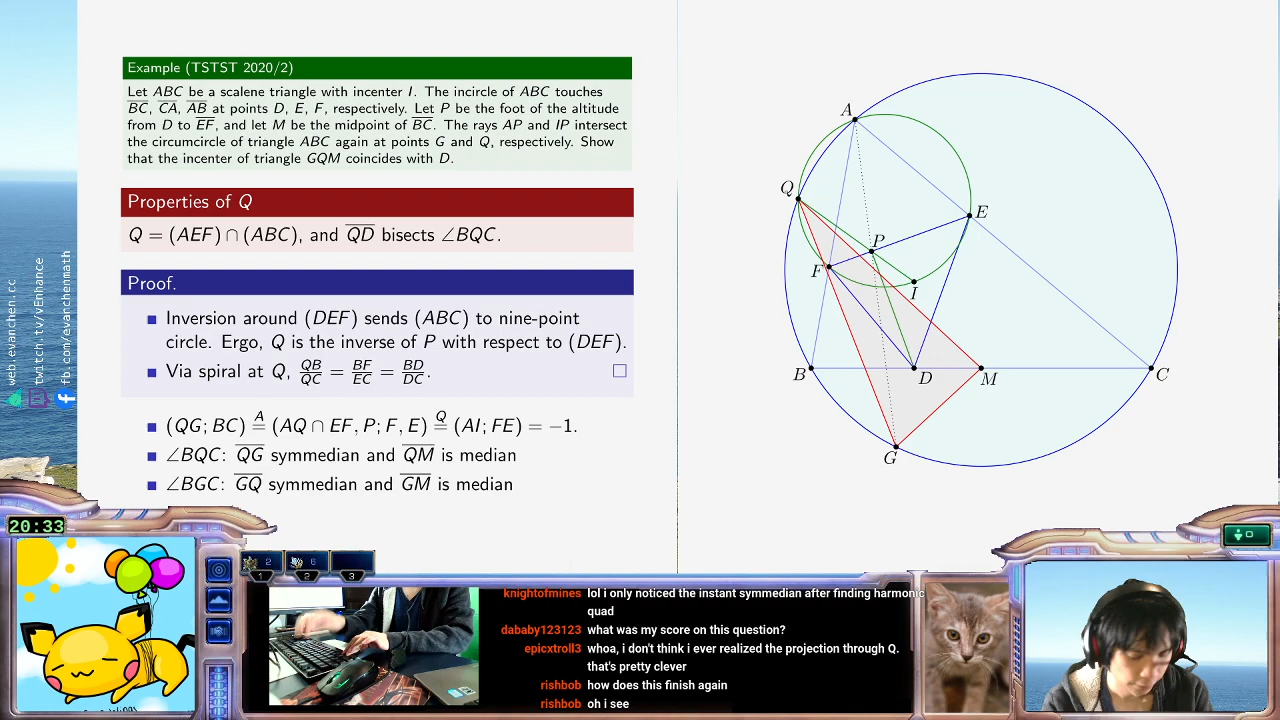 Example (TSTST 2020/2)
Let ABC be a scalene triangle with incenter I. The incircle of ABC touches
BC, CA, AB at points D, E, F, respectively. Let P be the foot of the altitude
from D to EF, and let M be the midpoint of BC. The rays AP and IP intersect
the circumcircle of triangle ABC again at points G and Q, respectively. Show
that the incenter of triangle GQM coincides with D.
Properties of Q
Q = (AEF) ∩ (ABC), and QD bisects ∠BQC.
Proof.
Inversion around (DEF) sends (ABC) to nine-point
circle. Ergo, Q is the inverse of P with respect to (DEF).
Via spiral at Q, QB/QC = BF/EC = BD/DC.
(QG; BC) A= (AQ ∩ EF, P; F, E) Q= (AI; FE) = −1.
∠BQC: QG symmedian and QM is median
∠BGC: GQ symmedian and GM is median
A
Q
E
P
F
I
B
D
M
C
G
web.evanchen.cc
twitch.tv/vEnhance
fb.com/evanchenmath
20:33
2
6
1
2
3
knightofmines lol i only noticed the instant symmedian after finding harmonic
quad
dababy123123 what was my score on this question?
epicxtroll3 whoa, i don't think i ever realized the projection through Q.
that's pretty clever
rishbob how does this finish again
rishbob oh i see